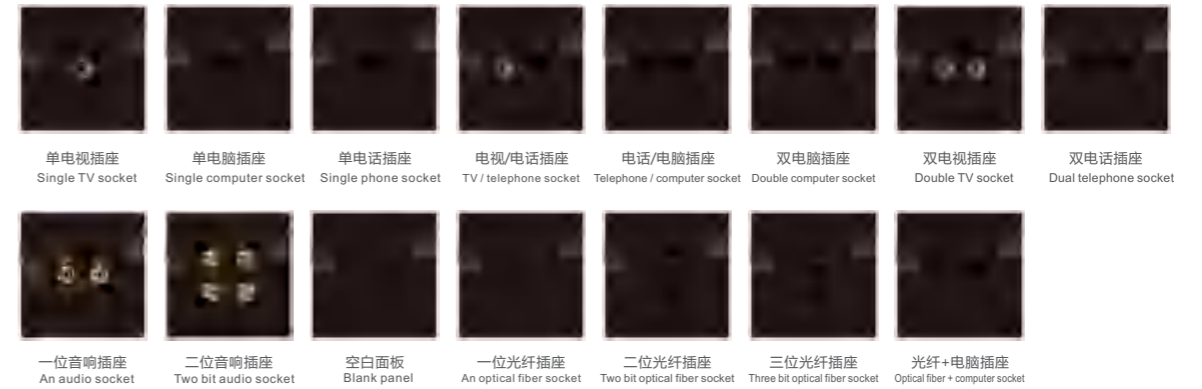 单电视插座 单电脑插座 单电话插座 电视/电话插座 电话/电脑插座 双电脑插座 双电视插座 双电话插座
Single TV socket Single computer socket Single phone socket TV / telephone socket Telephone / computer socket Double computer socket Double TV socket Dual telephone socket
一位音响插座 二位音响插座 空白面板 一位光纤插座 二位光纤插座 三位光纤插座 光纤+电脑插座
An audio socket Two bit audio socket Blank panel An optical fiber socket Two bit optical fiber socket Three bit optical fiber socket Optical fiber + computer socket